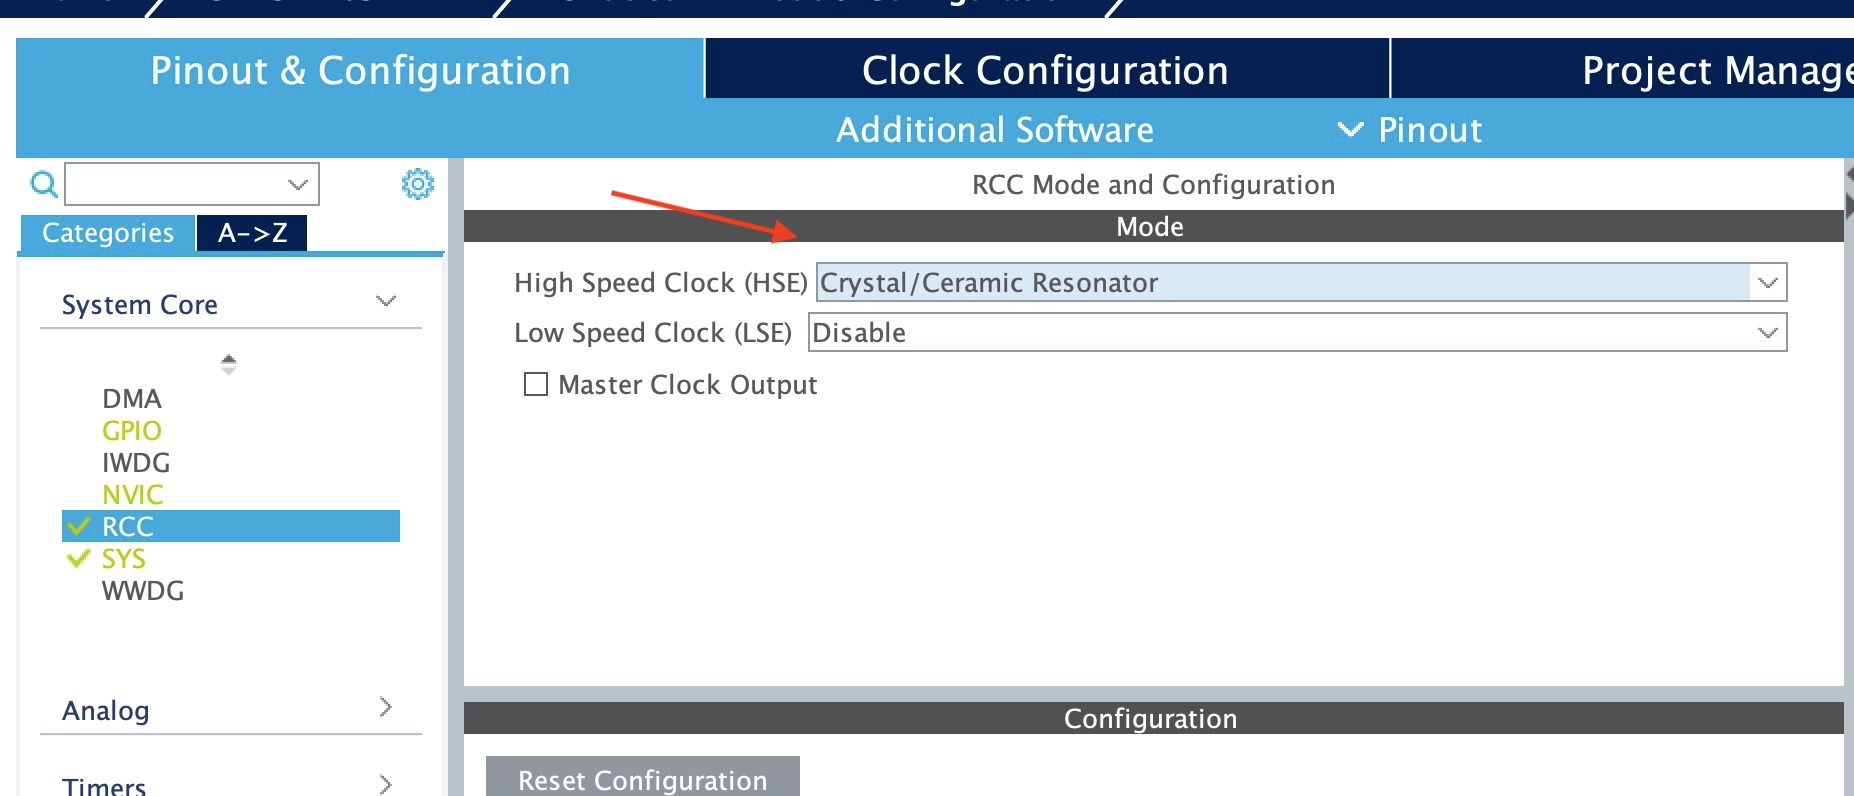 Pinout & Configuration
Clock Configuration
Project Manage
Additional Software
Pinout
Categories
A->Z
System Core
DMA
GPIO
IWDG
NVIC
RCC
SYS
WWDG
Analog
Timers
RCC Mode and Configuration
Mode
High Speed Clock (HSE) Crystal/Ceramic Resonator
Low Speed Clock (LSE) Disable
Master Clock Output
Configuration
Reset Configuration